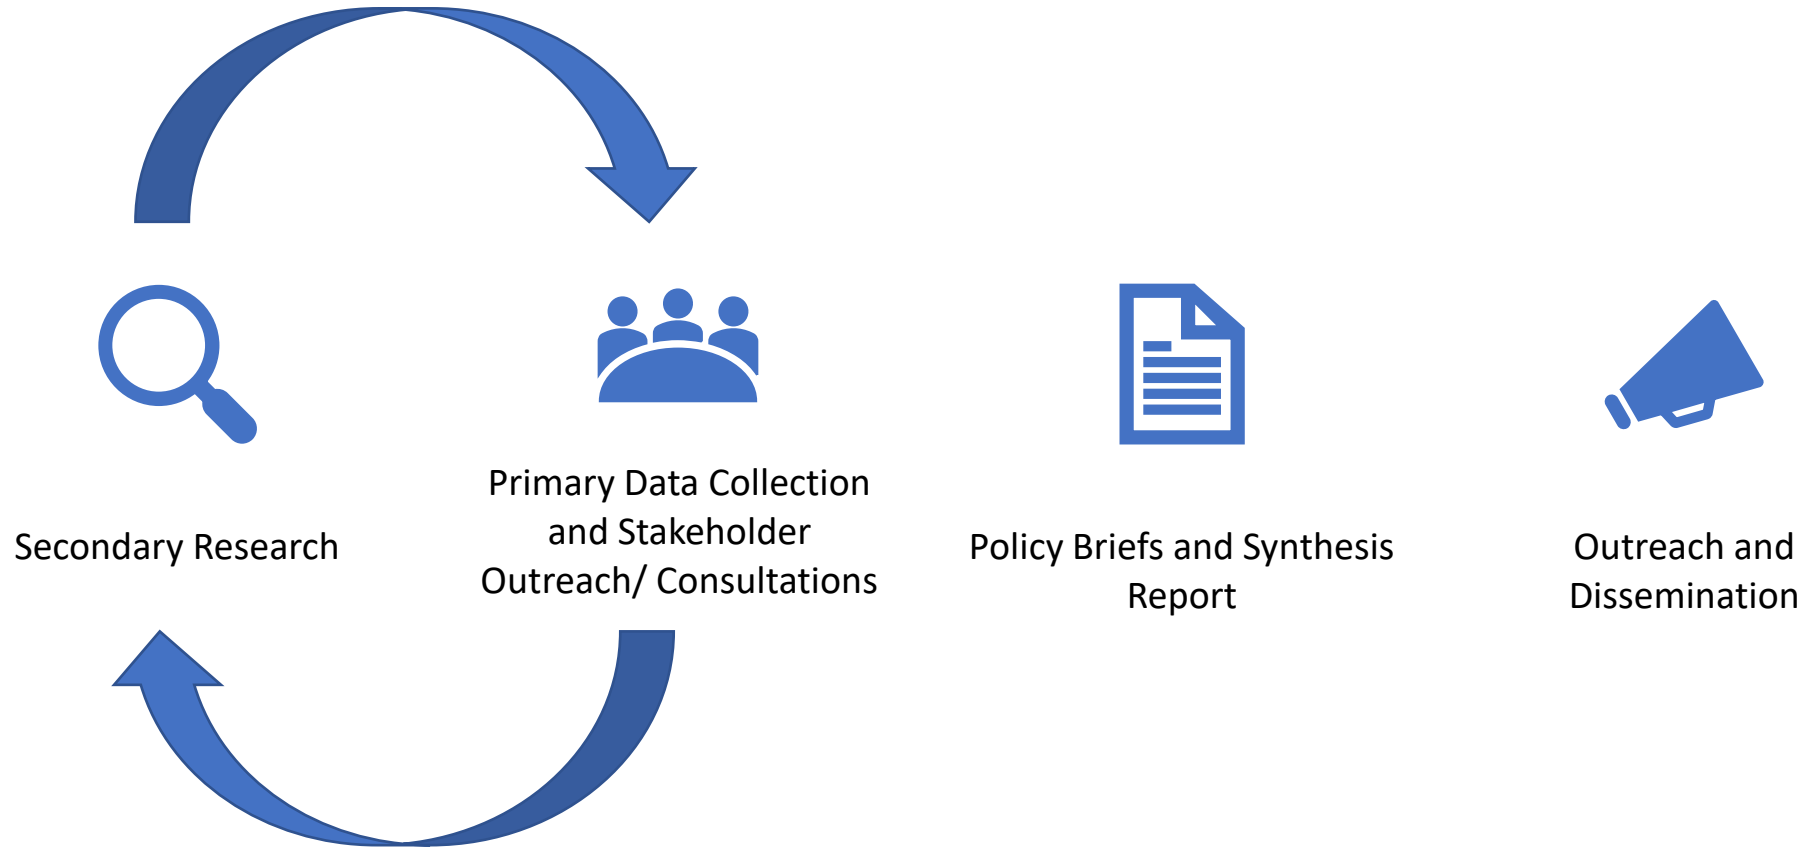 Secondary Research
Primary Data Collection
and Stakeholder
Outreach/ Consultations
Policy Briefs and Synthesis
Report
Outreach and
Dissemination